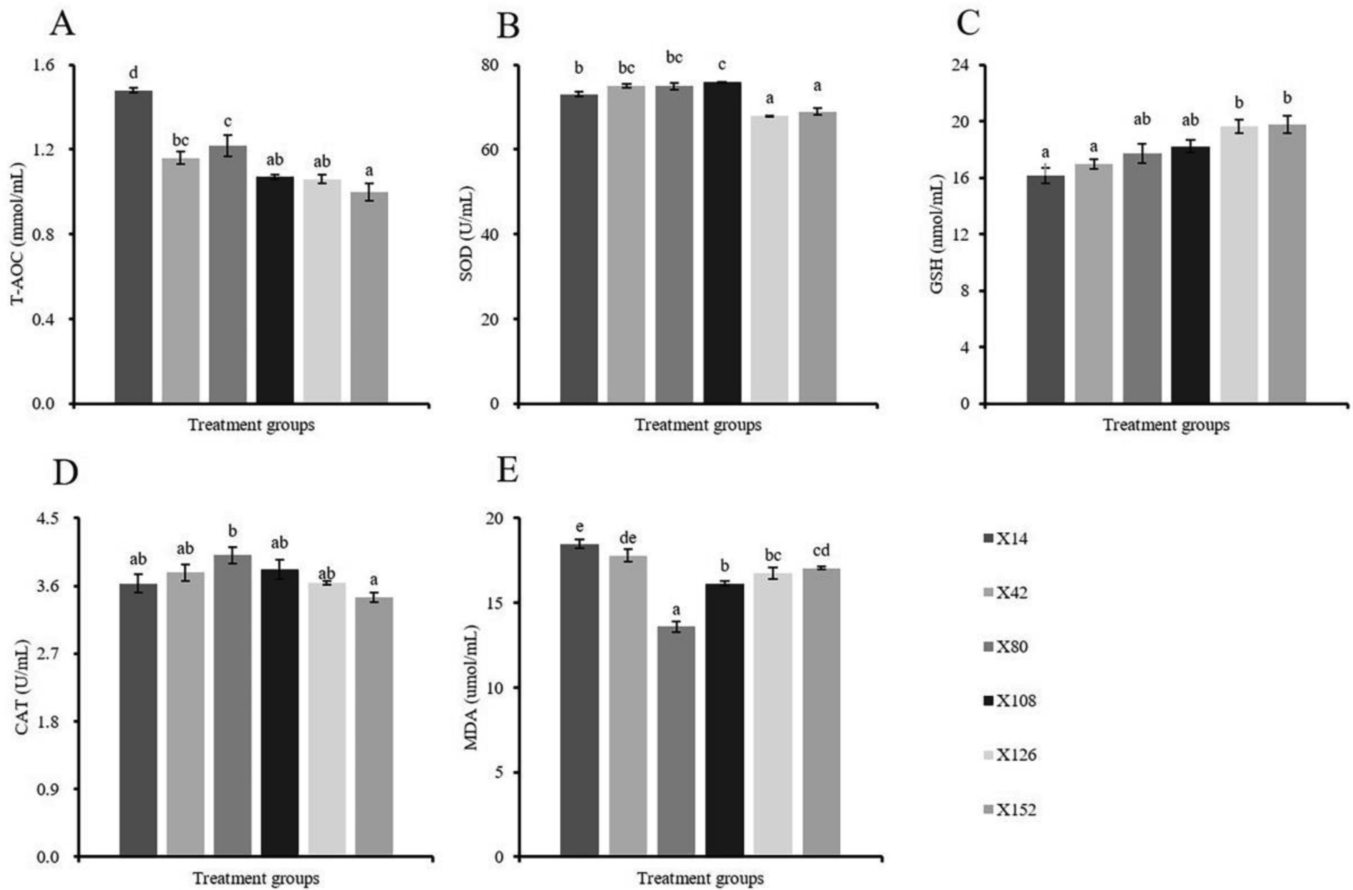 A
T-AOC (mmol/mL)
1.6
1.2
0.8
0.4
0.0
d
bc
c
ab
ab
a
Treatment groups
B
SOD (U/mL)
80
60
40
20
0
b
bc
bc
c
a
a
Treatment groups
C
GSH (nmol/mL)
24
20
16
12
8
4
0
a
a
ab
ab
b
b
Treatment groups
D
CAT (U/mL)
4.5
3.6
2.7
1.8
0.9
0.0
ab
ab
b
ab
ab
a
Treatment groups
E
MDA (umol/mL)
20
15
10
5
0
e
de
a
b
bc
cd
Treatment groups
X14
X42
X80
X108
X126
X152